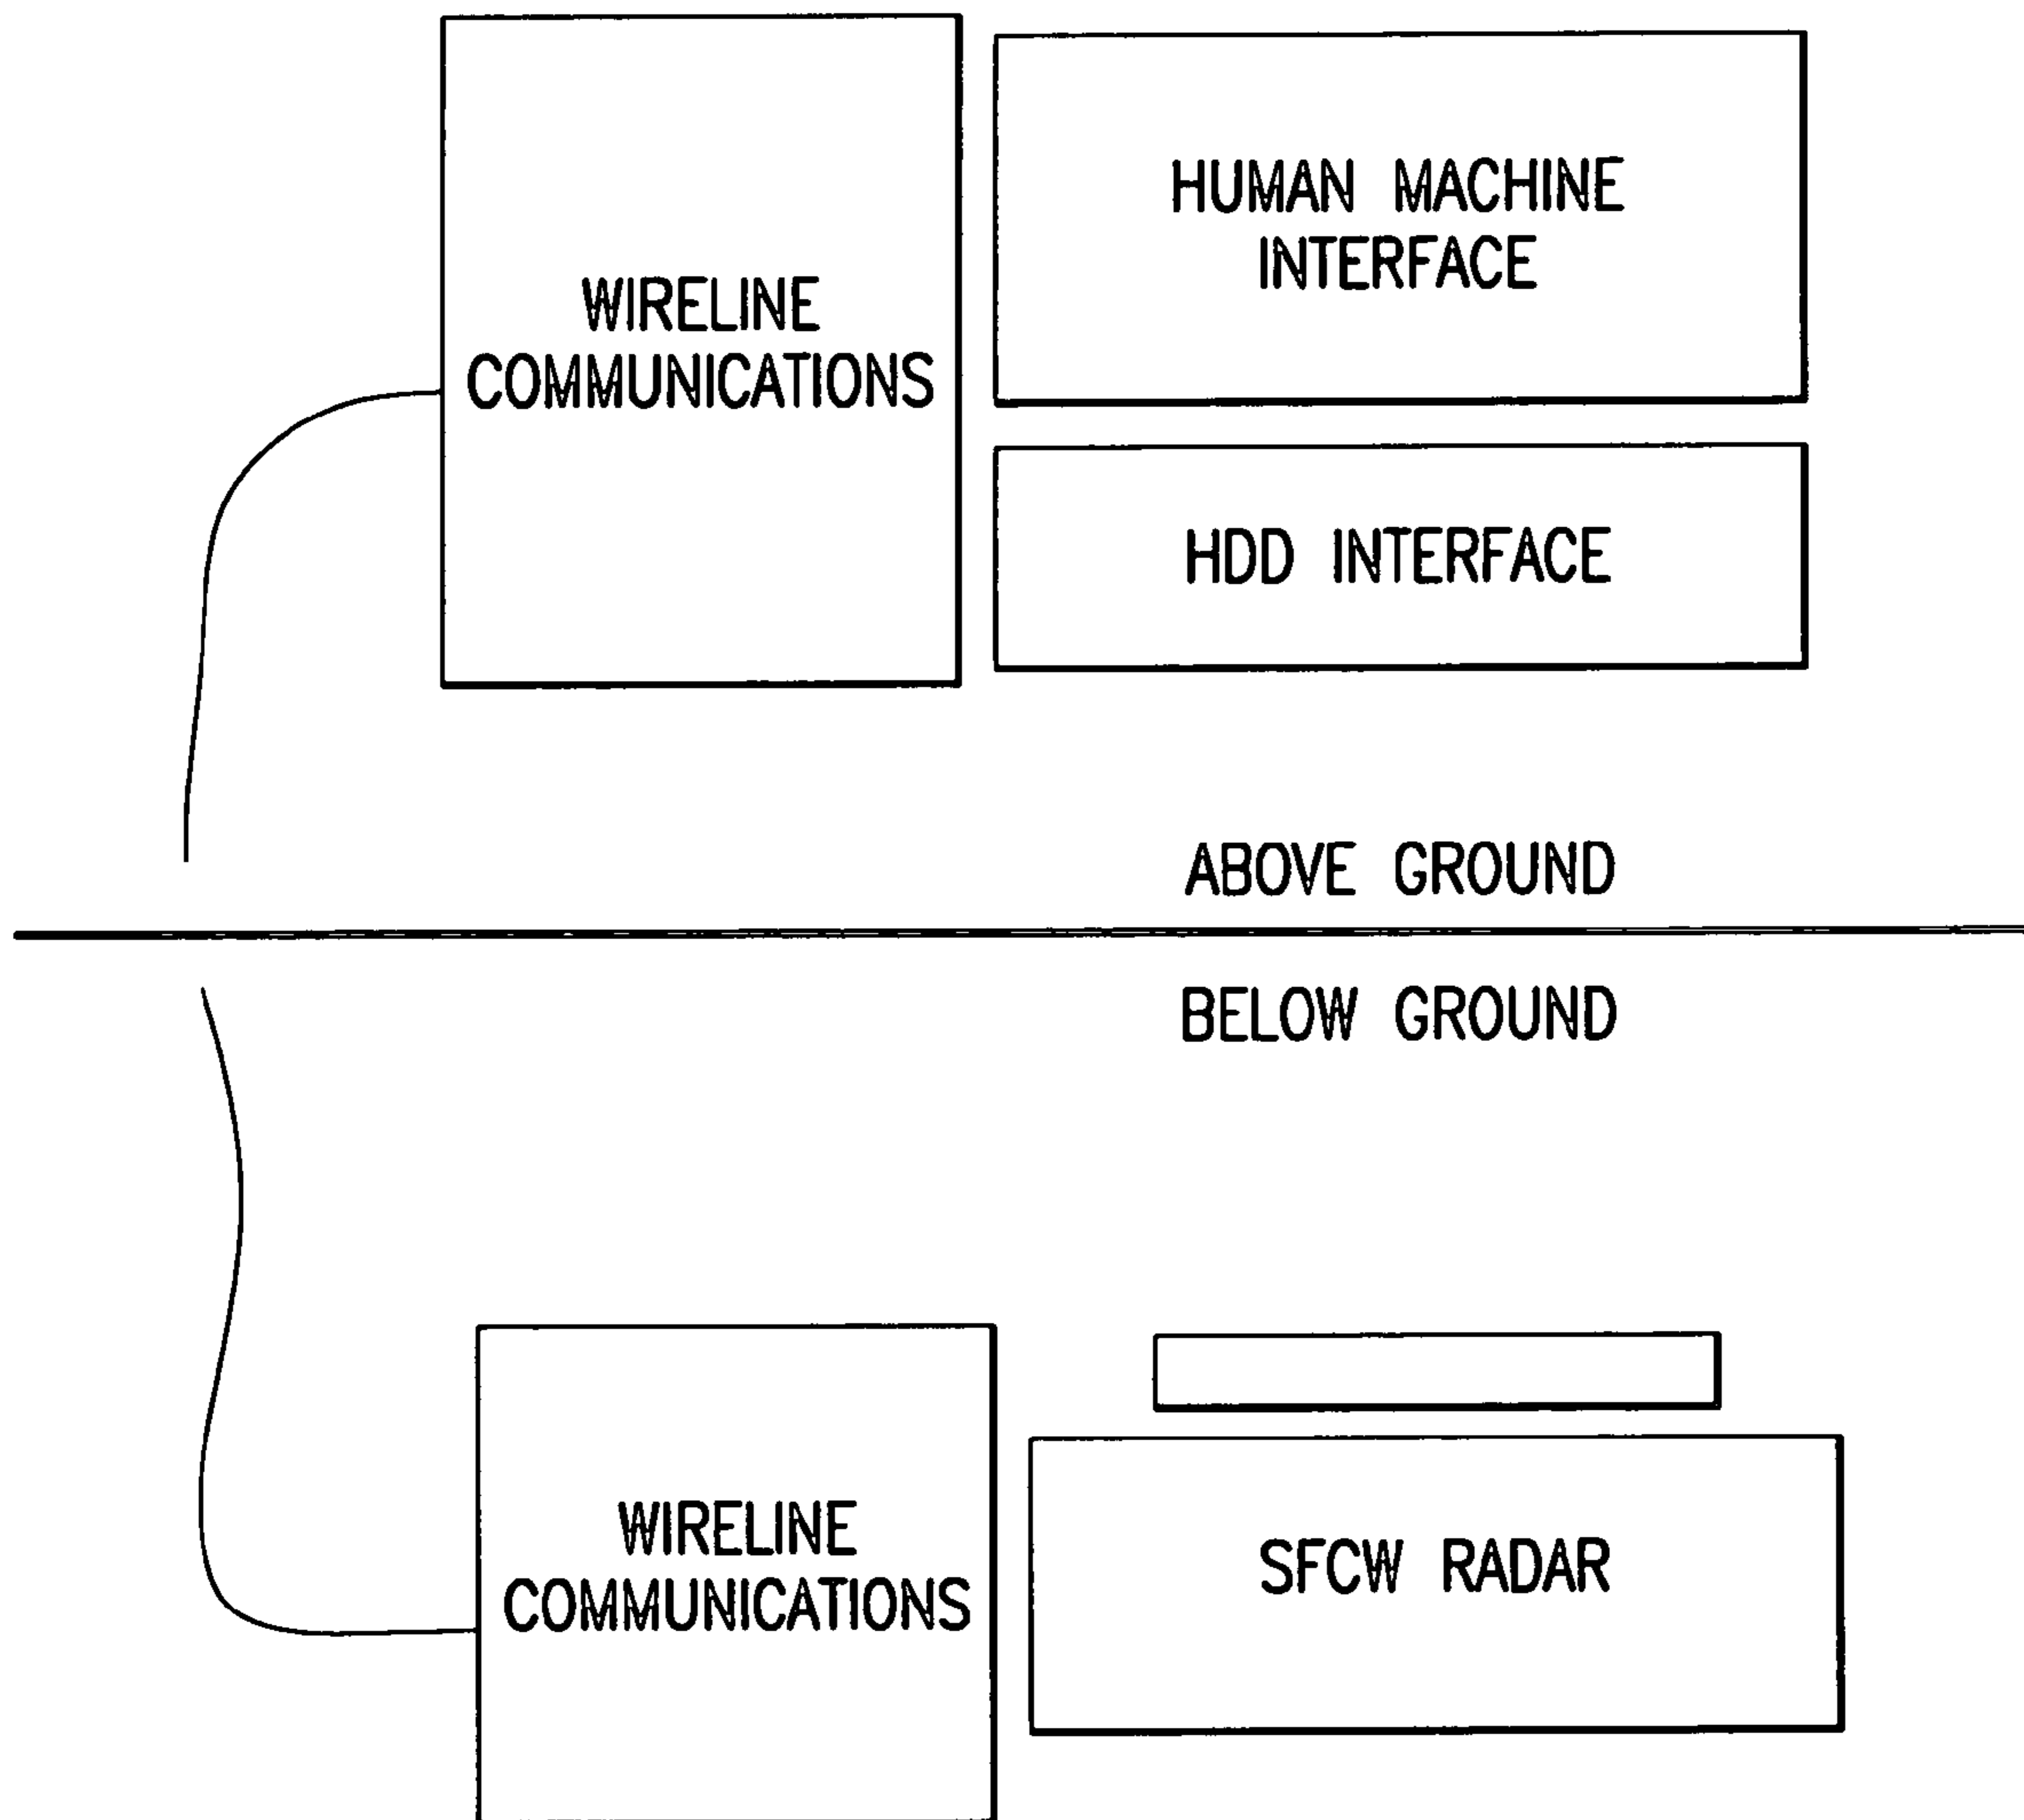 WIRELINE
COMMUNICATIONS
HUMAN MACHINE
INTERFACE
HDD INTERFACE
ABOVE GROUND
BELOW GROUND
WIRELINE
COMMUNICATIONS
SFCW RADAR